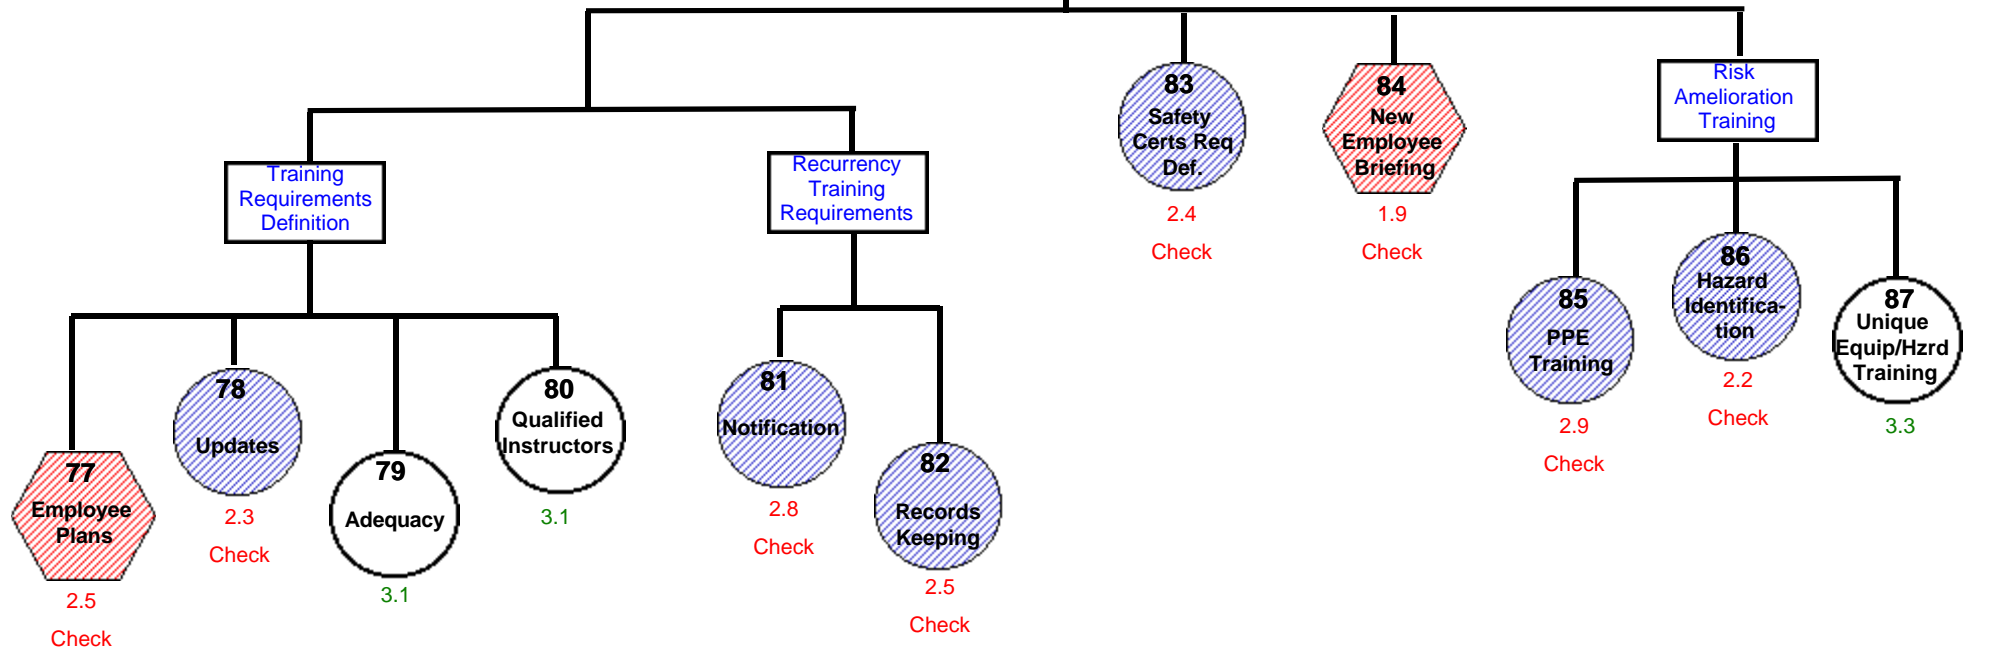 Training
Requirements
Definition
77
Employee
Plans
2.5
Check
78
Updates
2.3
Check
79
Adequacy
3.1
80
Qualified
Instructors
3.1
Recurrency
Training
Requirements
81
Notification
2.8
Check
82
Records
Keeping
2.5
Check
83
Safety
Certs Req
Def.
2.4
Check
84
New
Employee
Briefing
1.9
Check
Risk
Amelioration
Training
85
PPE
Training
2.9
Check
86
Hazard
Identifica-
tion
2.2
Check
87
Unique
Equip/Hzrd
Training
3.3